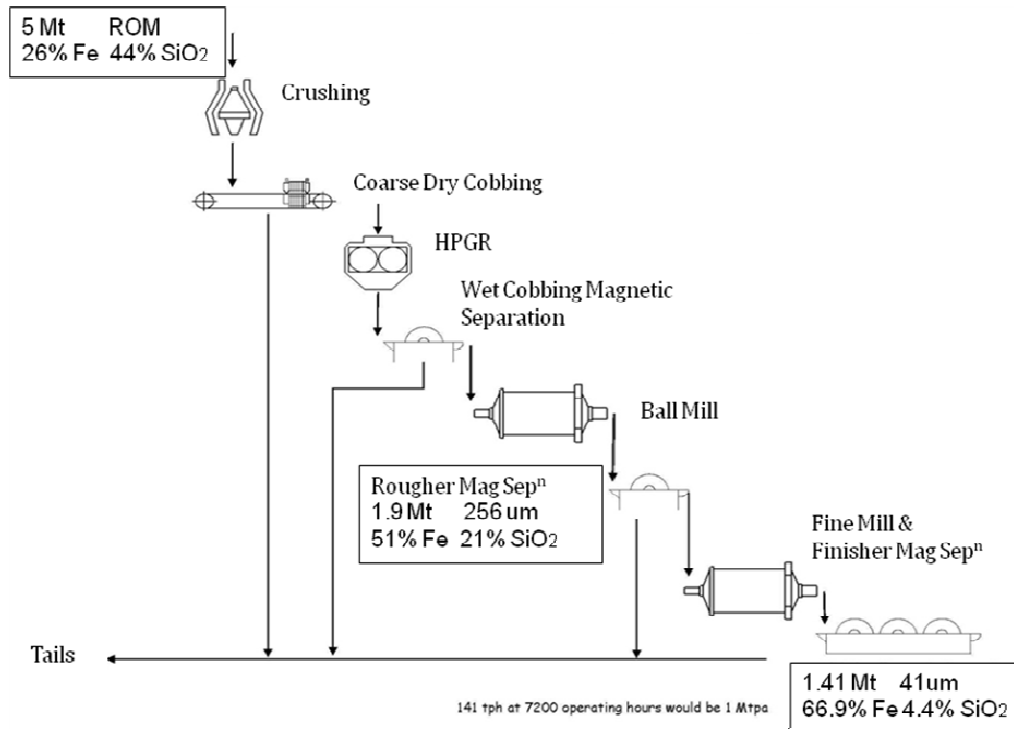 5 Mt ROM
26% Fe 44% SiO2
Crushing
Coarse Dry Cobbing
HPGR
Wet Cobbing Magnetic
Separation
Ball Mill
Rougher Mag Sepⁿ
1.9 Mt 256 um
51% Fe 21% SiO2
Fine Mill &
Finisher Mag Sepⁿ
Tails
1.41 Mt 41um
66.9% Fe 4.4% SiO2
141 tph at 7200 operating hours would be 1 Mtpa